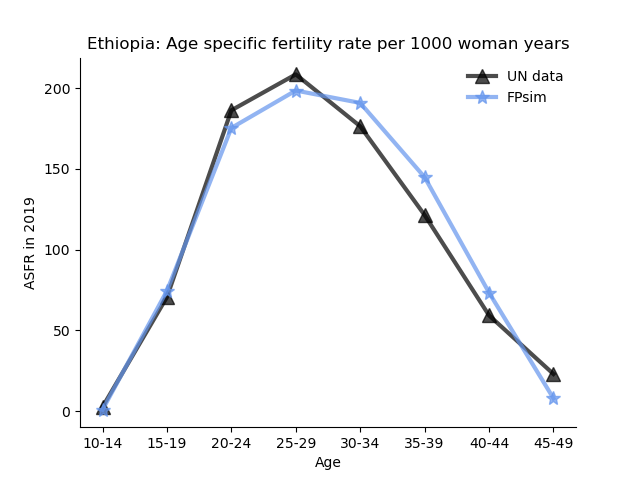 Ethiopia: Age specific fertility rate per 1000 woman years
UN data
FPsim
ASFR in 2019
200
150
100
50
0
10-14 15-19 20-24 25-29 30-34 35-39 40-44 45-49
Age